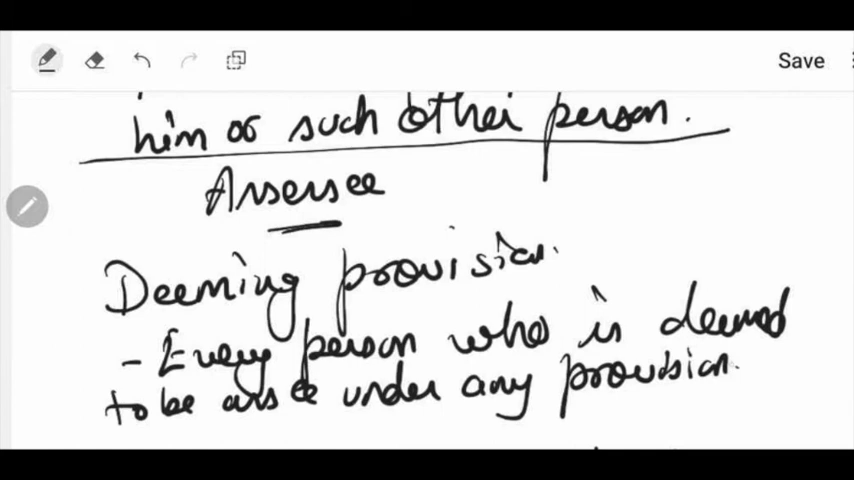 Save
him or such other person.
Assessee
Deeming provision.
- Every person who is deemed
to be assee under any provision.